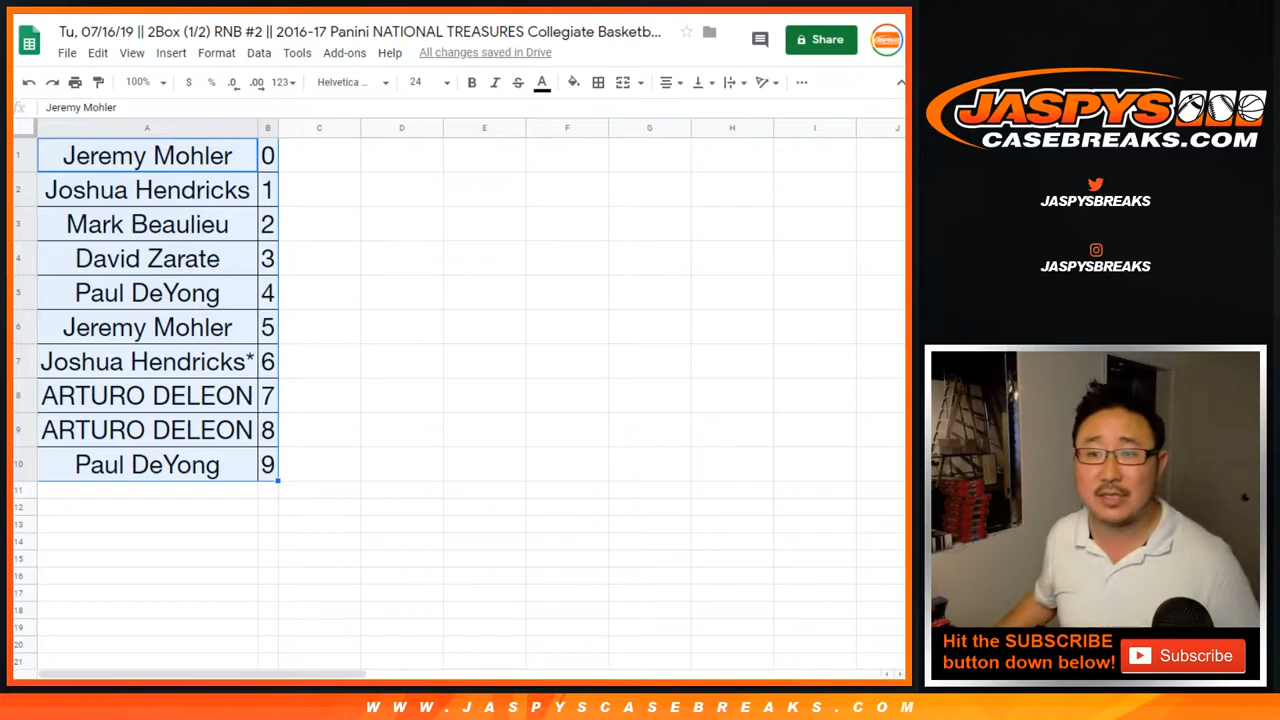 Tu, 07/16/19 || 2Box (1/2) RNB #2 || 2016-17 Panini NATIONAL TREASURES Collegiate Basketb...
File Edit View Insert Format Data Tools Add-ons Help All changes saved in Drive
Share
100% $ % .0 .00 123 Helvetica ... 24 B I S A ...
fx Jeremy Mohler
A B C D E F G H I J
1 Jeremy Mohler 0
2 Joshua Hendricks 1
3 Mark Beaulieu 2
4 David Zarate 3
5 Paul DeYong 4
6 Jeremy Mohler 5
7 Joshua Hendricks* 6
8 ARTURO DELEON 7
9 ARTURO DELEON 8
10 Paul DeYong 9
11
12
13
14
15
16
17
18
19
20
21
JASPYS
CASEBREAKS.COM
JASPYSBREAKS
JASPYSBREAKS
Hit the SUBSCRIBE
button down below!
Subscribe
WWW.JASPYSCASEBREAKS.COM